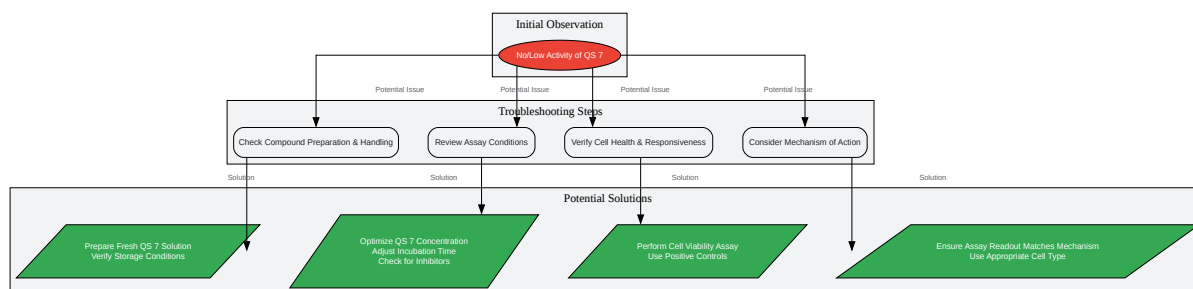 Initial Observation
No/Low Activity of QS 7
Potential Issue
Potential Issue
Potential Issue
Potential Issue
Troubleshooting Steps
Check Compound Preparation & Handling
Review Assay Conditions
Verify Cell Health & Responsiveness
Consider Mechanism of Action
Solution
Solution
Solution
Solution
Potential Solutions
Prepare Fresh QS 7 Solution
Verify Storage Conditions
Optimize QS 7 Concentration
Adjust Incubation Time
Check for Inhibitors
Perform Cell Viability Assay
Use Positive Controls
Ensure Assay Readout Matches Mechanism
Use Appropriate Cell Type